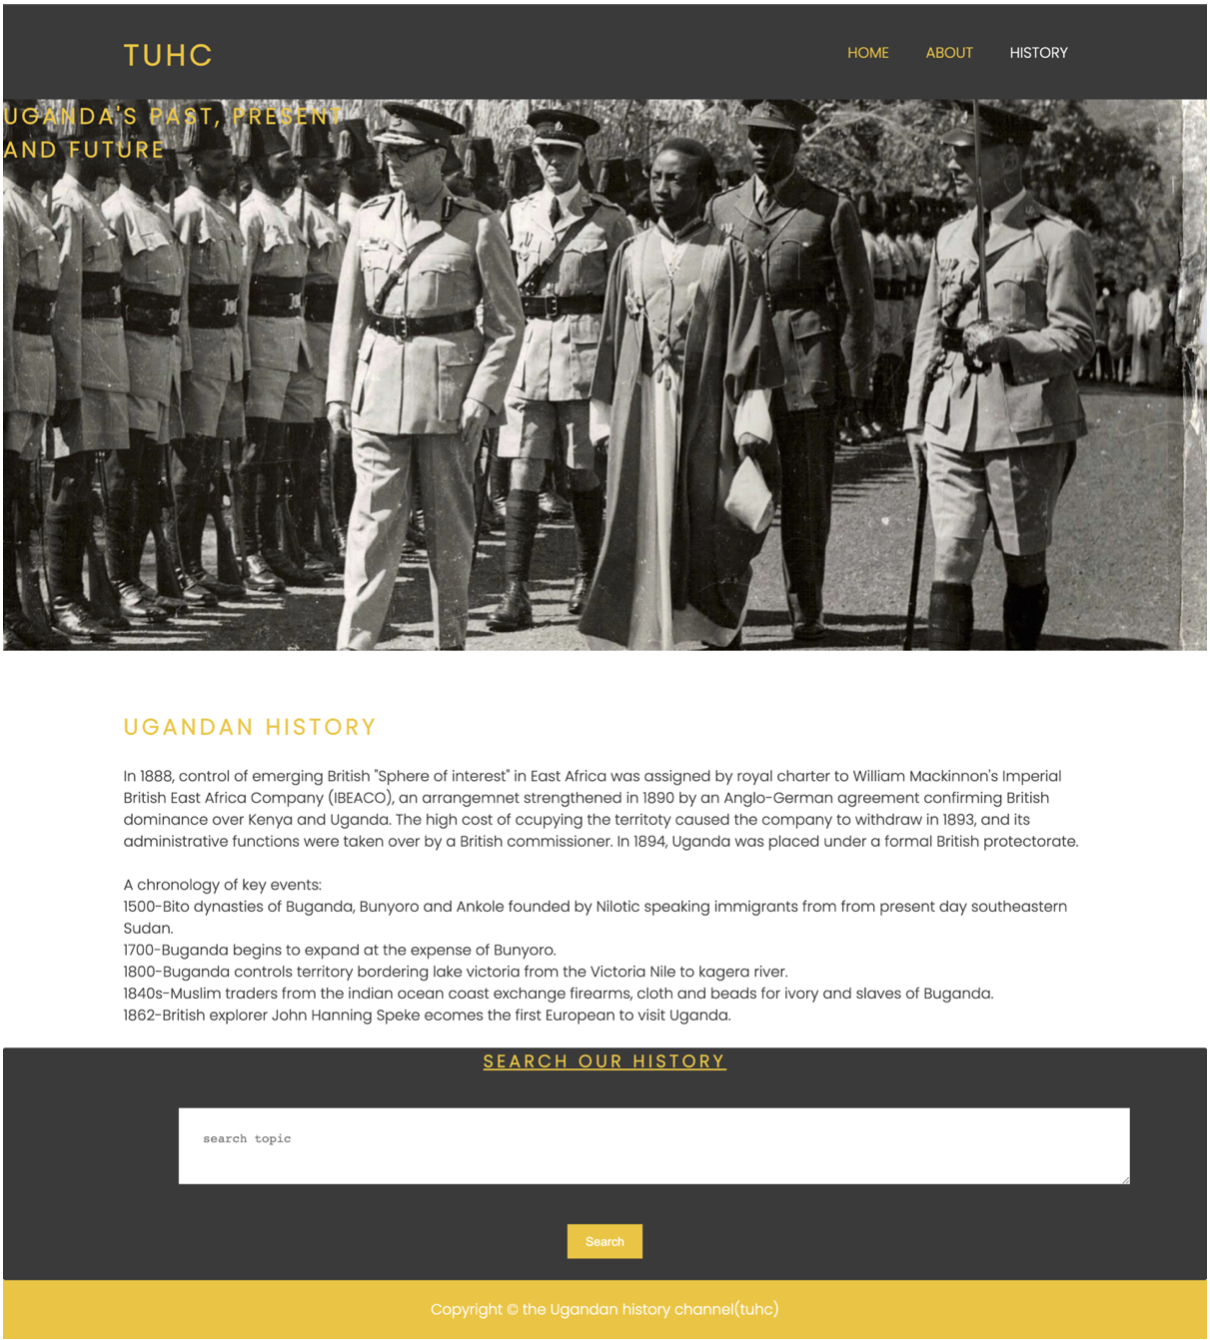 TUHC
HOME ABOUT HISTORY
UGANDA'S PAST, PRESENT
AND FUTURE
UGANDAN HISTORY
In 1888, control of emerging British "Sphere of interest" in East Africa was assigned by royal charter to William Mackinnon's Imperial
British East Africa Company (IBEACO), an arrangemnet strengthened in 1890 by an Anglo-German agreement confirming British
dominance over Kenya and Uganda. The high cost of ccupying the territoty caused the company to withdraw in 1893, and its
administrative functions were taken over by a British commissioner. In 1894, Uganda was placed under a formal British protectorate.
A chronology of key events:
1500-Bito dynasties of Buganda, Bunyoro and Ankole founded by Nilotic speaking immigrants from from present day southeastern
Sudan.
1700-Buganda begins to expand at the expense of Bunyoro.
1800-Buganda controls territory bordering lake victoria from the Victoria Nile to kagera river.
1840s-Muslim traders from the indian ocean coast exchange firearms, cloth and beads for ivory and slaves of Buganda.
1862-British explorer John Hanning Speke ecomes the first European to visit Uganda.
SEARCH OUR HISTORY
search topic
Search
Copyright © the Ugandan history channel(tuhc)